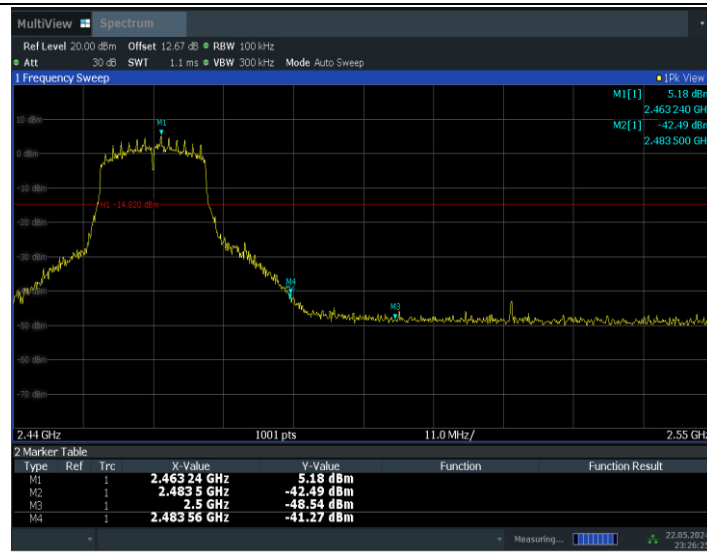 MultiView Spectrum
Ref Level 20.00 dBm Offset 12.67 dB RBW 100 kHz
Att 30 dB SWT 1.1 ms VBW 300 kHz Mode Auto Sweep
1 Frequency Sweep 1Pk View
M1[1] 5.18 dBm
2.463 240 GH
M2[1] -42.49 dBm
2.483 500 GH
10 dBm
M1
0 dBm
-10 dBm
H1 -14.820 dBm
-20 dBm
-30 dBm
M4
M3
-50 dBm
-60 dBm
-70 dBm
2.44 GHz 1001 pts 11.0 MHz/ 2.55 GH
2 Marker Table
Type Ref Trc X-Value Y-Value Function Function Result
M1 1 2.463 24 GHz 5.18 dBm
M2 1 2.483 5 GHz -42.49 dBm
M3 1 2.5 GHz -48.54 dBm
M4 1 2.483 56 GHz -41.27 dBm
Measuring... 22.05.202
23:26:2